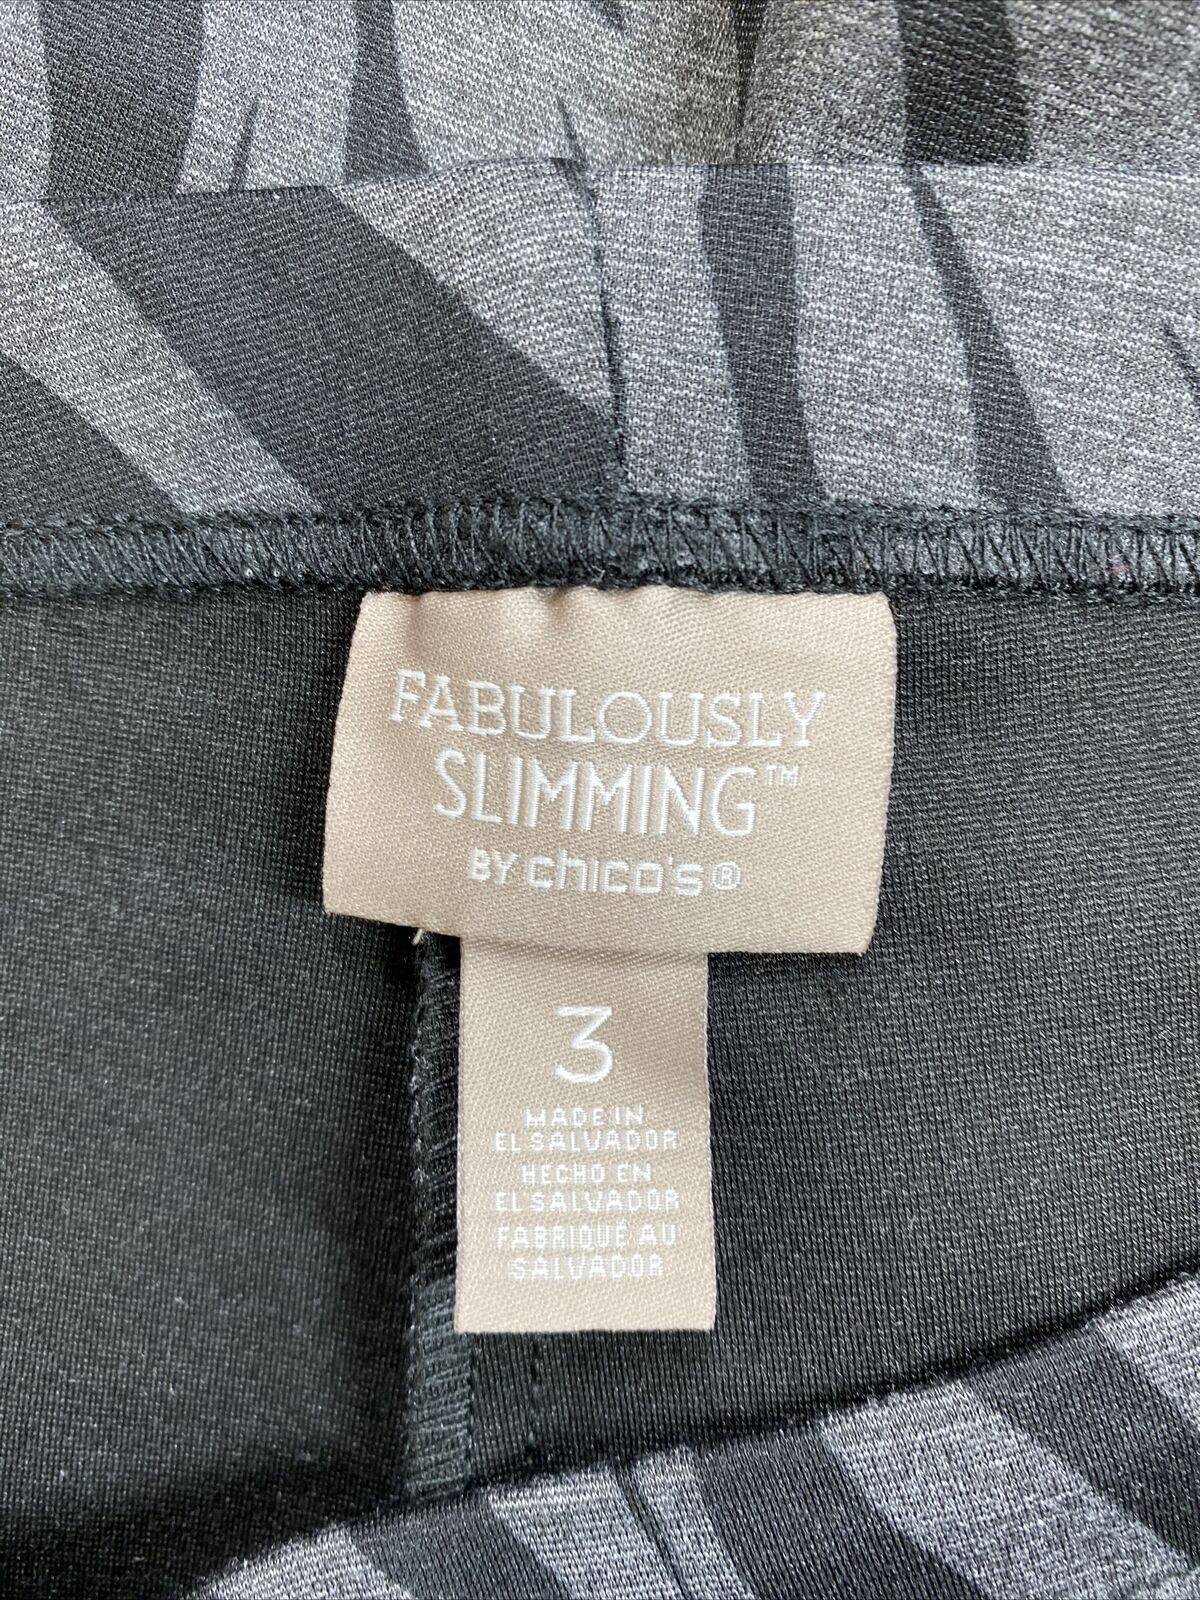 FABULOUSLY
SLIMMING™
BY chico's®
3
MADE IN
EL SALVADOR
HECHO EN
EL SALVADOR
FABRIQUÉ AU
SALVADOR